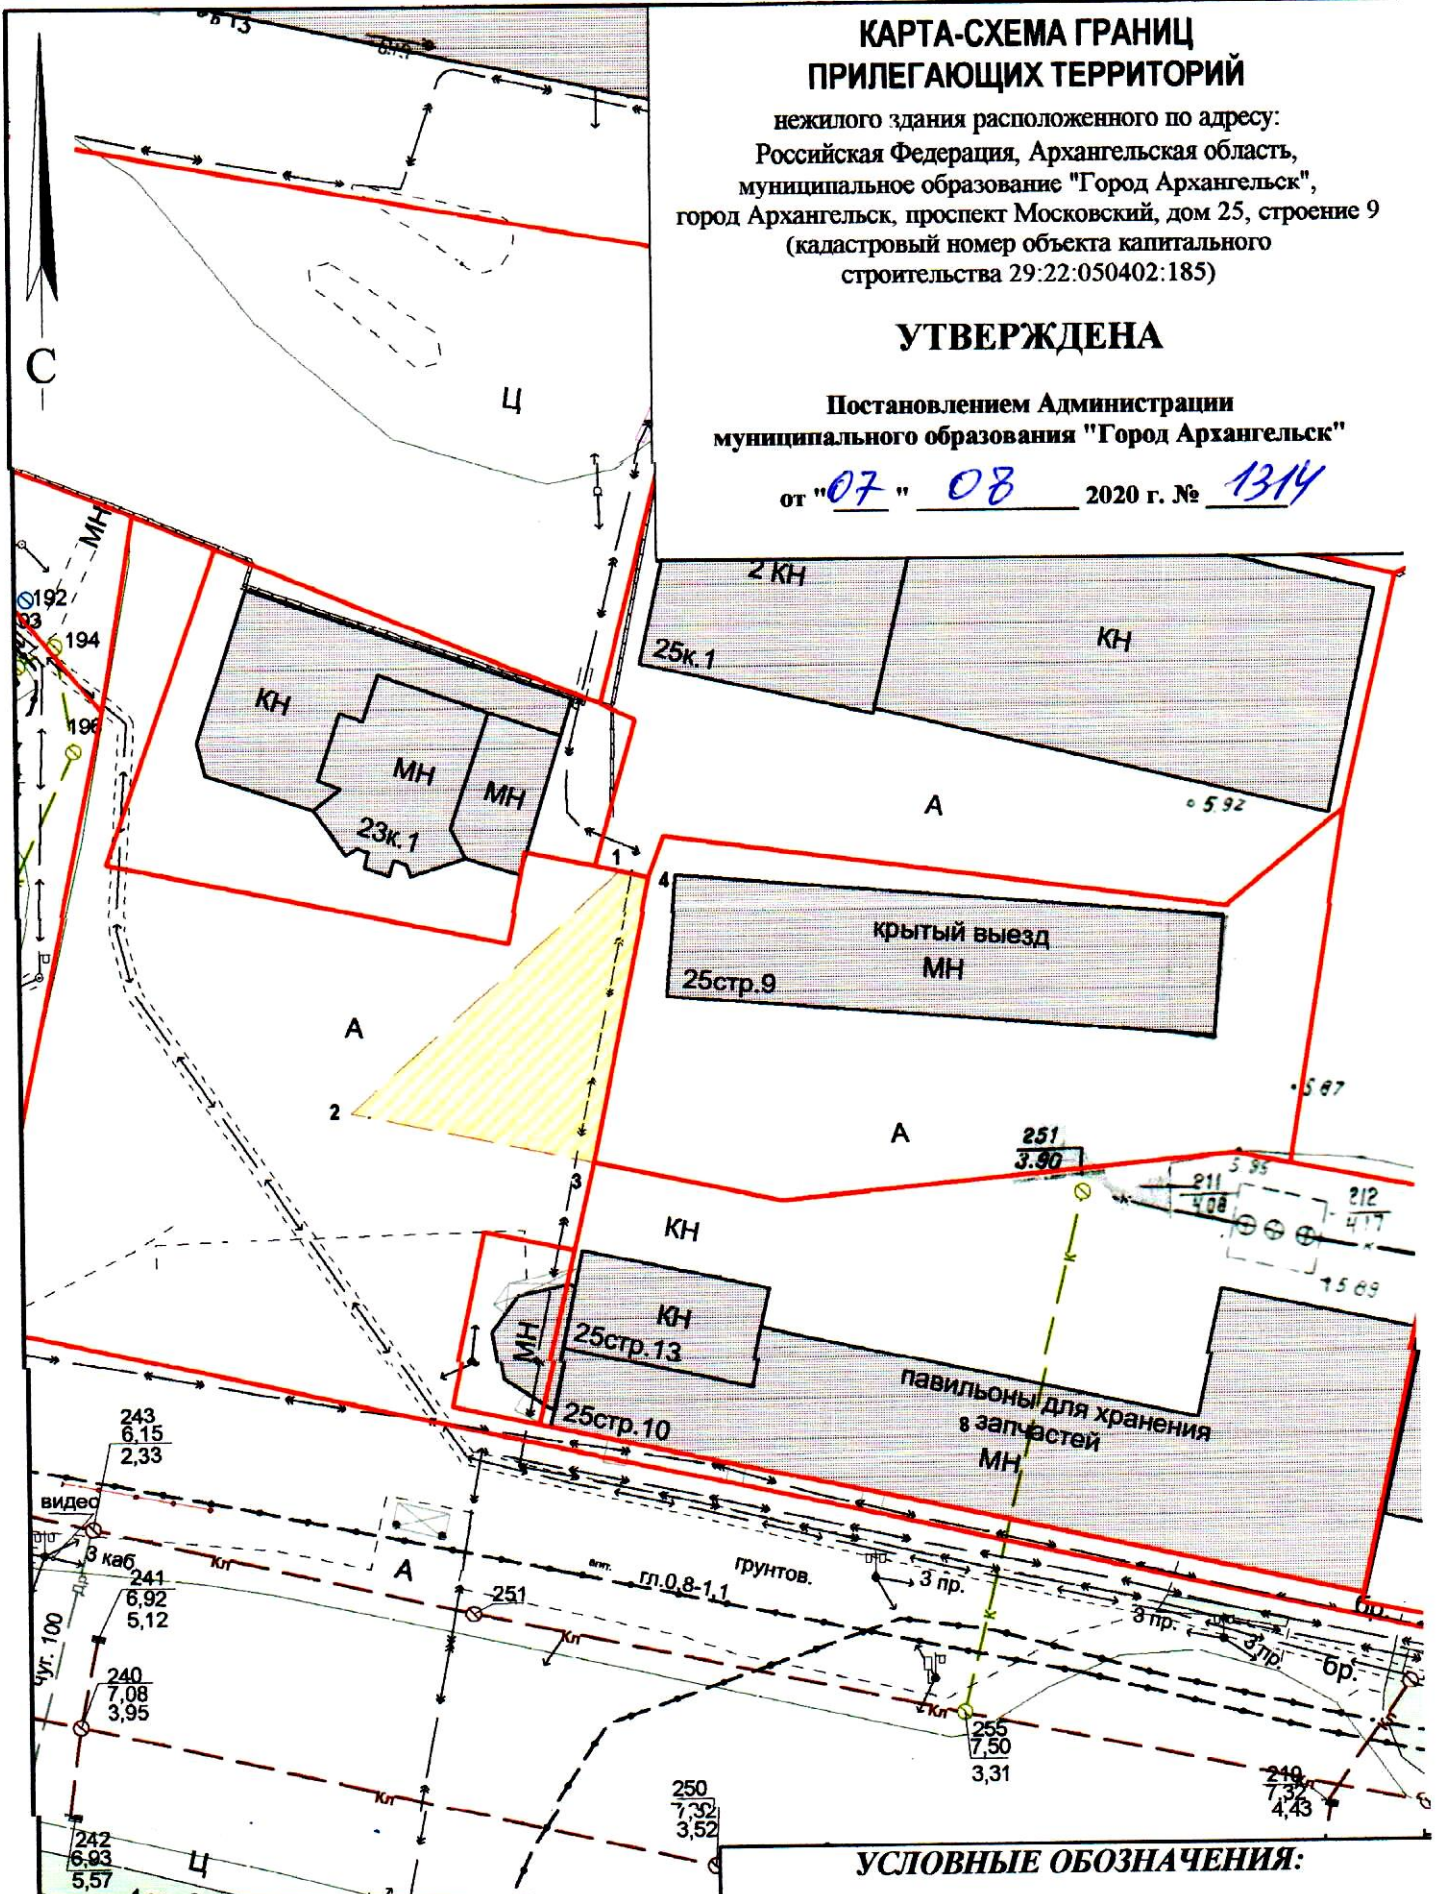 КАРТА-СХЕМА ГРАНИЦ
ПРИЛЕГАЮЩИХ ТЕРРИТОРИЙ
нежилого здания расположенного по адресу:
Российская Федерация, Архангельская область,
муниципальное образование "Город Архангельск",
город Архангельск, проспект Московский, дом 25, строение 9
(кадастровый номер объекта капитального
строительства 29:22:050402:185)
УТВЕРЖДЕНА
Постановлением Администрации
муниципального образования "Город Архангельск"
от "07" 08 2020 г. № 1314
С
Ц
МН
192
93
194
196
2 КН
25к.1
КН
КН
МН
МН
23к.1
А
5.92
1
4
крытый выезд
МН
25стр.9
А
2
3
А
5.87
251
3.90
5.95
211
4.08
212
4.17
5.89
КН
КН
25стр.13
МН
25стр.10
павильоны для хранения
8 запчастей
МН
К
243
6,15
2,33
видео
3 каб.
Кл
241
6,92
5,12
А
251
Кл
грунтов.
гл.0,8-1,1
3 пр.
К
3 пр.
3 пр.
бр.
бр.
чуг. 100
240
7,08
3,95
Кл
Кл
255
7,50
3,31
250
7,32
3,52
219
7,32
4,43
242
6,93
5,57
Ц
УСЛОВНЫЕ ОБОЗНАЧЕНИЯ: